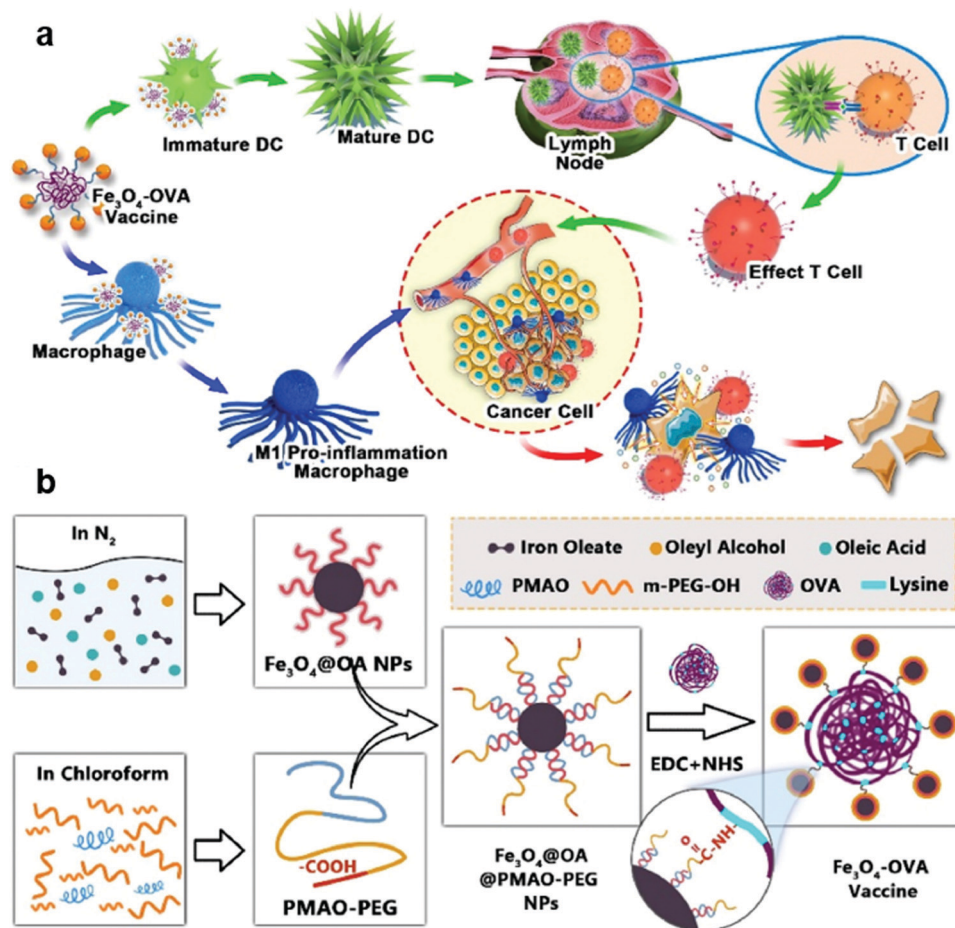 a
Immature DC
Mature DC
Lymph
Node
T Cell
Fe₃O₄-OVA
Vaccine
Effect T Cell
Macrophage
Cancer Cell
M1 Pro-inflammation
Macrophage
b
In N₂
Iron Oleate
Oleyl Alcohol
Oleic Acid
PMAO
m-PEG-OH
OVA
Lysine
Fe₃O₄@OA NPs
In Chloroform
-COOH
PMAO-PEG
EDC+NHS
O
C-NH
Fe₃O₄@OA
@PMAO-PEG
NPs
Fe₃O₄-OVA
Vaccine